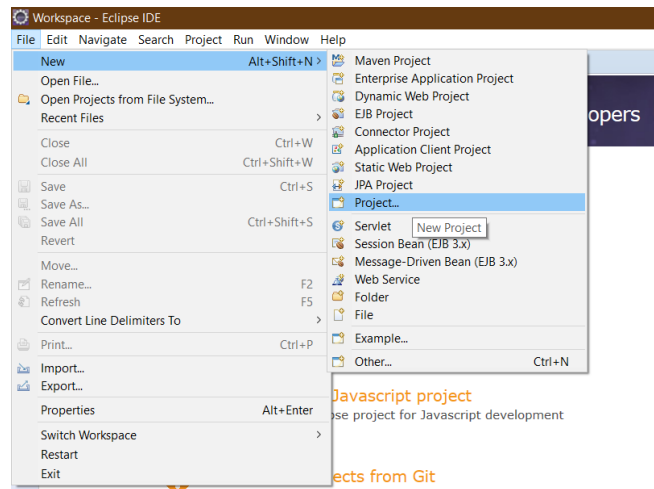 Workspace - Eclipse IDE
File Edit Navigate Search Project Run Window Help
New Alt+Shift+N >
Open File...
Open Projects from File System...
Recent Files >
Close Ctrl+W
Close All Ctrl+Shift+W
Save Ctrl+S
Save As...
Save All Ctrl+Shift+S
Revert
Move...
Rename... F2
Refresh F5
Convert Line Delimiters To >
Print... Ctrl+P
Import...
Export...
Properties Alt+Enter
Switch Workspace >
Restart
Exit
Maven Project
Enterprise Application Project
Dynamic Web Project
EJB Project
Connector Project
Application Client Project
Static Web Project
JPA Project
Project...
Servlet
New Project
Session Bean (EJB 3.x)
Message-Driven Bean (EJB 3.x)
Web Service
Folder
File
Example...
Other... Ctrl+N
opers
Javascript project
ose project for Javascript development
ects from Git